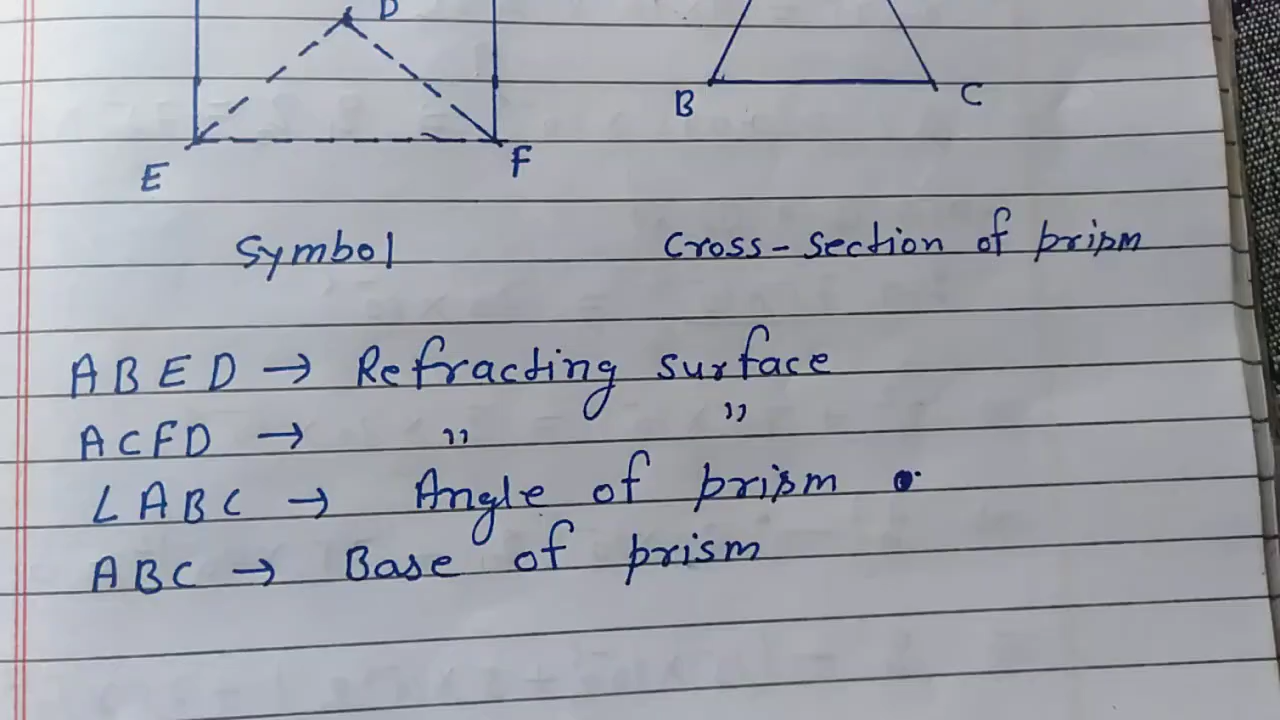 D
B
C
E
F
Symbol
Cross-section of prism
ABED → Refracting surface
ACFD → " "
∠ABC → Angle of prism
ABC → Base of prism